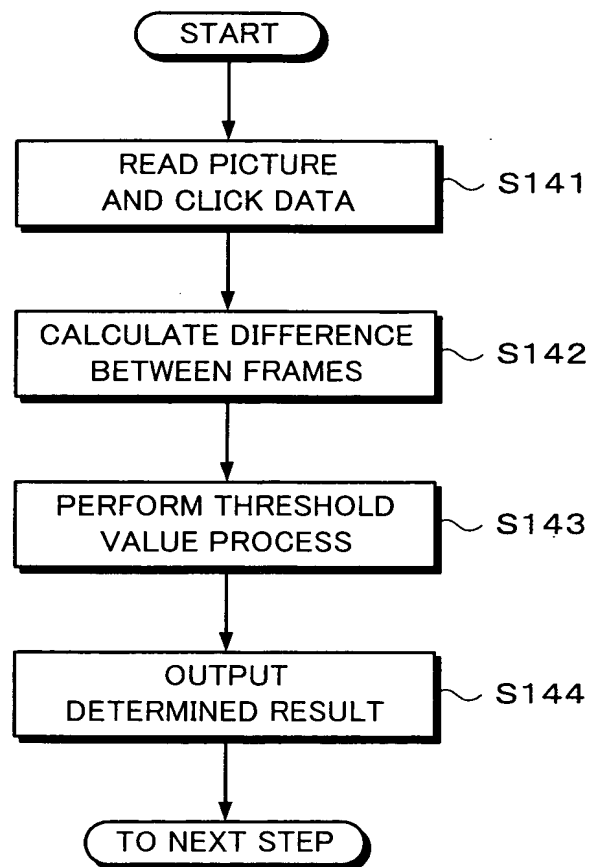 START
READ PICTURE
AND CLICK DATA
S141
CALCULATE DIFFERENCE
BETWEEN FRAMES
S142
PERFORM THRESHOLD
VALUE PROCESS
S143
OUTPUT
DETERMINED RESULT
S144
TO NEXT STEP